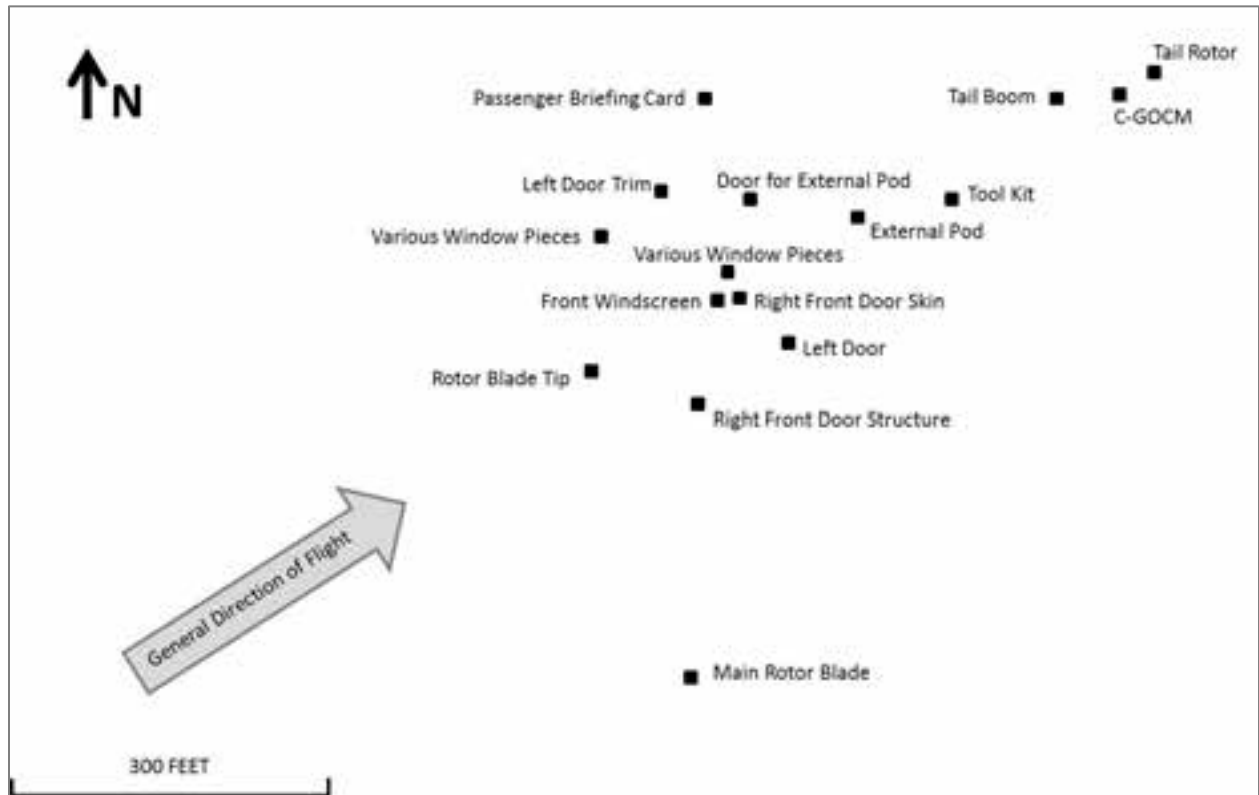 Tail Rotor
N
Passenger Briefing Card
Tail Boom
C-GOCM
Left Door Trim
Door for External Pod
Tool Kit
Various Window Pieces
External Pod
Various Window Pieces
Front Windscreen
Right Front Door Skin
Left Door
Rotor Blade Tip
Right Front Door Structure
General Direction of Flight
Main Rotor Blade
300 FEET